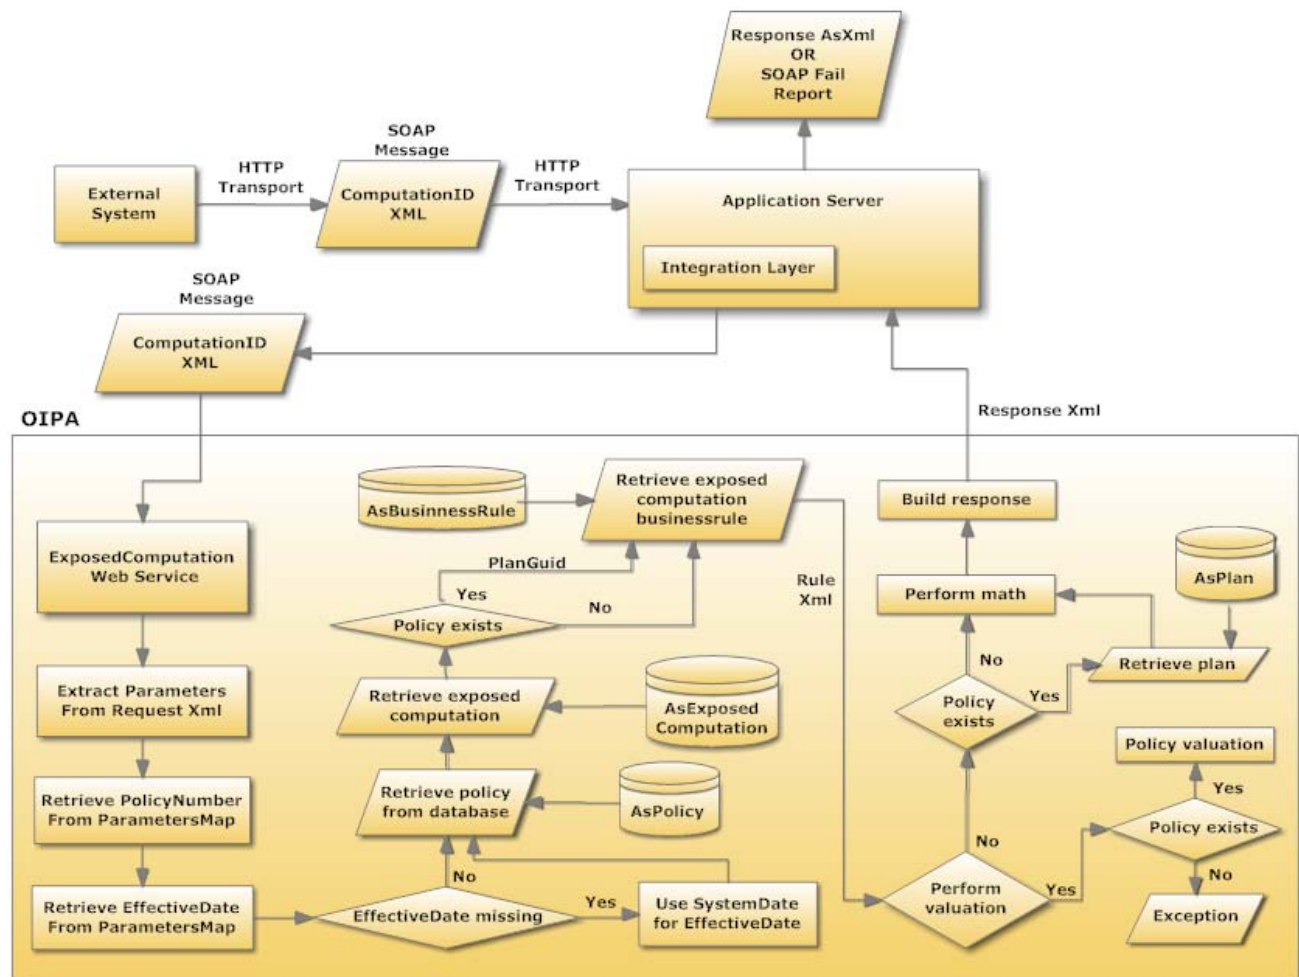 Response AsXml
OR
SOAP Fail
Report
SOAP
Message
HTTP
Transport
HTTP
Transport
External
System
ComputationID
XML
Application Server
Integration Layer
SOAP
Message
ComputationID
XML
OIPA
Response Xml
AsBusinnessRule
Retrieve exposed
computation
businessrule
Build response
ExposedComputation
Web Service
PlanGuid
Yes
No
Policy exists
Rule
Xml
Perform math
AsPlan
Retrieve plan
No
Yes
Policy
exists
Extract Parameters
From Request Xml
Retrieve exposed
computation
AsExposed
Computation
Policy valuation
Yes
Policy exists
No
Exception
Retrieve PolicyNumber
From ParametersMap
Retrieve policy
from database
AsPolicy
No
No
Retrieve EffectiveDate
From ParametersMap
EffectiveDate missing
Yes
Use SystemDate
for EffectiveDate
Perform
valuation
Yes